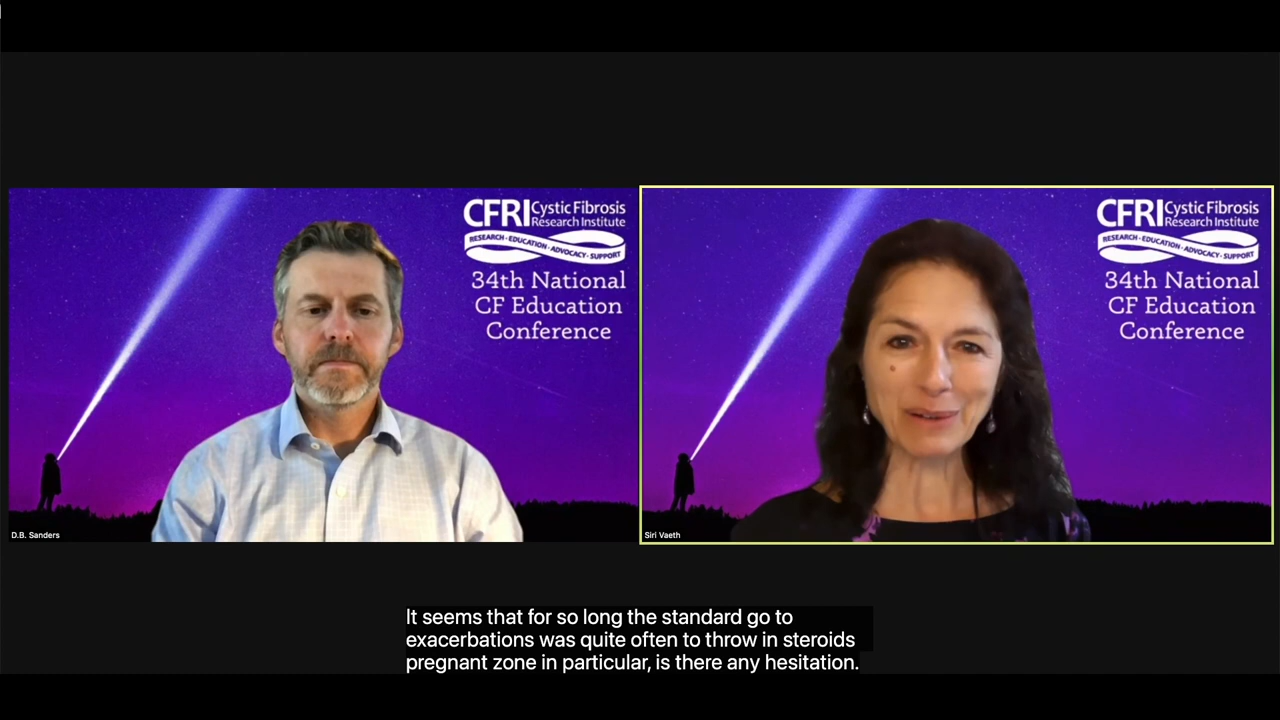 CFRI Cystic Fibrosis
Research Institute
RESEARCH · EDUCATION · ADVOCACY · SUPPORT
34th National
CF Education
Conference
D.B. Sanders
CFRI Cystic Fibrosis
Research Institute
RESEARCH · EDUCATION · ADVOCACY · SUPPORT
34th National
CF Education
Conference
Siri Vaeth
It seems that for so long the standard go to
exacerbations was quite often to throw in steroids
pregnant zone in particular, is there any hesitation.